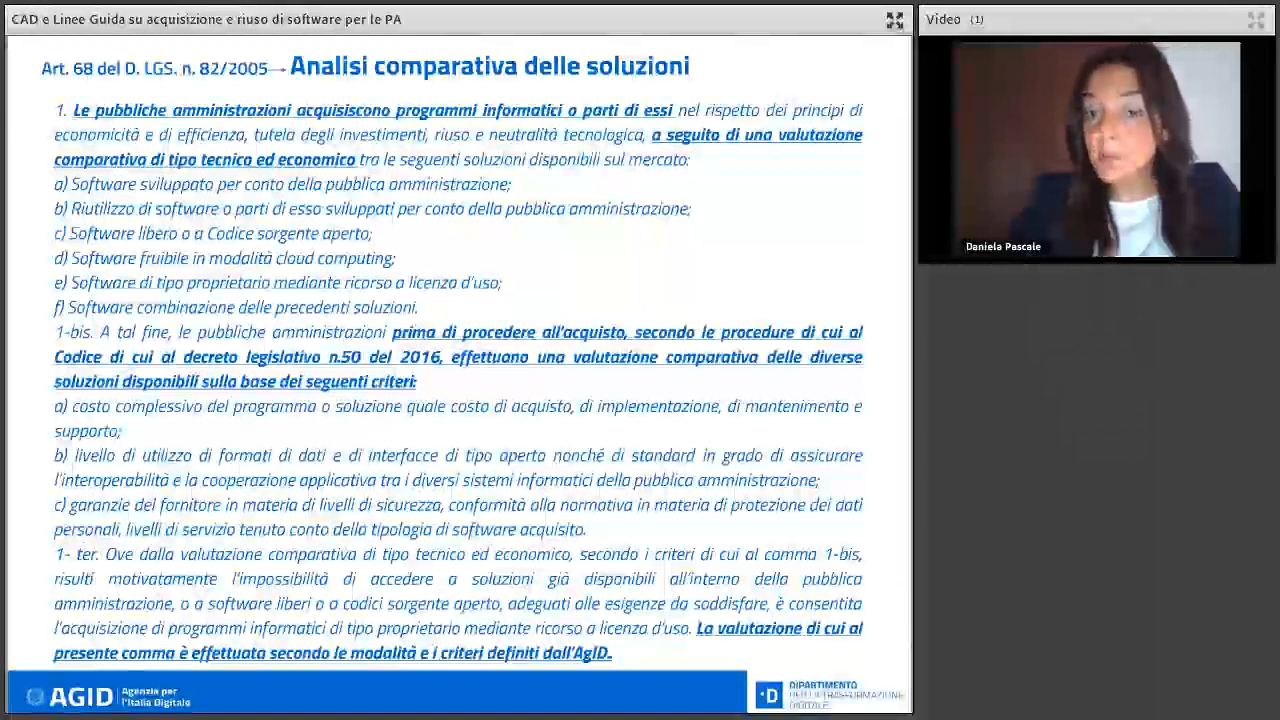 CAD e Linee Guida su acquisizione e riuso di software per le PA
Video (1)
Art. 68 del D. LGS. n. 82/2005→ Analisi comparativa delle soluzioni
1. Le pubbliche amministrazioni acquisiscono programmi informatici o parti di essi nel rispetto dei principi di
economicità e di efficienza, tutela degli investimenti, riuso e neutralità tecnologica, a seguito di una valutazione
comparativa di tipo tecnico ed economico tra le seguenti soluzioni disponibili sul mercato:
a) Software sviluppato per conto della pubblica amministrazione;
b) Riutilizzo di software o parti di esso sviluppati per conto della pubblica amministrazione;
c) Software libero o a Codice sorgente aperto;
d) Software fruibile in modalità cloud computing;
e) Software di tipo proprietario mediante ricorso a licenza d'uso;
f) Software combinazione delle precedenti soluzioni.
1-bis. A tal fine, le pubbliche amministrazioni prima di procedere all'acquisto, secondo le procedure di cui al
Codice di cui al decreto legislativo n.50 del 2016, effettuano una valutazione comparativa delle diverse
soluzioni disponibili sulla base dei seguenti criteri:
a) costo complessivo del programma o soluzione quale costo di acquisto, di implementazione, di mantenimento e
supporto;
b) livello di utilizzo di formati di dati e di interfacce di tipo aperto nonché di standard in grado di assicurare
l'interoperabilità e la cooperazione applicativa tra i diversi sistemi informatici della pubblica amministrazione;
c) garanzie del fornitore in materia di livelli di sicurezza, conformità alla normativa in materia di protezione dei dati
personali, livelli di servizio tenuto conto della tipologia di software acquisito.
1- ter. Ove dalla valutazione comparativa di tipo tecnico ed economico, secondo i criteri di cui al comma 1-bis,
risulti motivatamente l'impossibilità di accedere a soluzioni già disponibili all'interno della pubblica
amministrazione, o a software liberi o a codici sorgente aperto, adeguati alle esigenze da soddisfare, è consentita
l'acquisizione di programmi informatici di tipo proprietario mediante ricorso a licenza d'uso. La valutazione di cui al
presente comma è effettuata secondo le modalità e i criteri definiti dall'AgID.
AGID Agenzia per
l'Italia Digitale
D DIPARTIMENTO
PER LA TRASFORMAZIONE
DIGITALE
Daniela Pascale